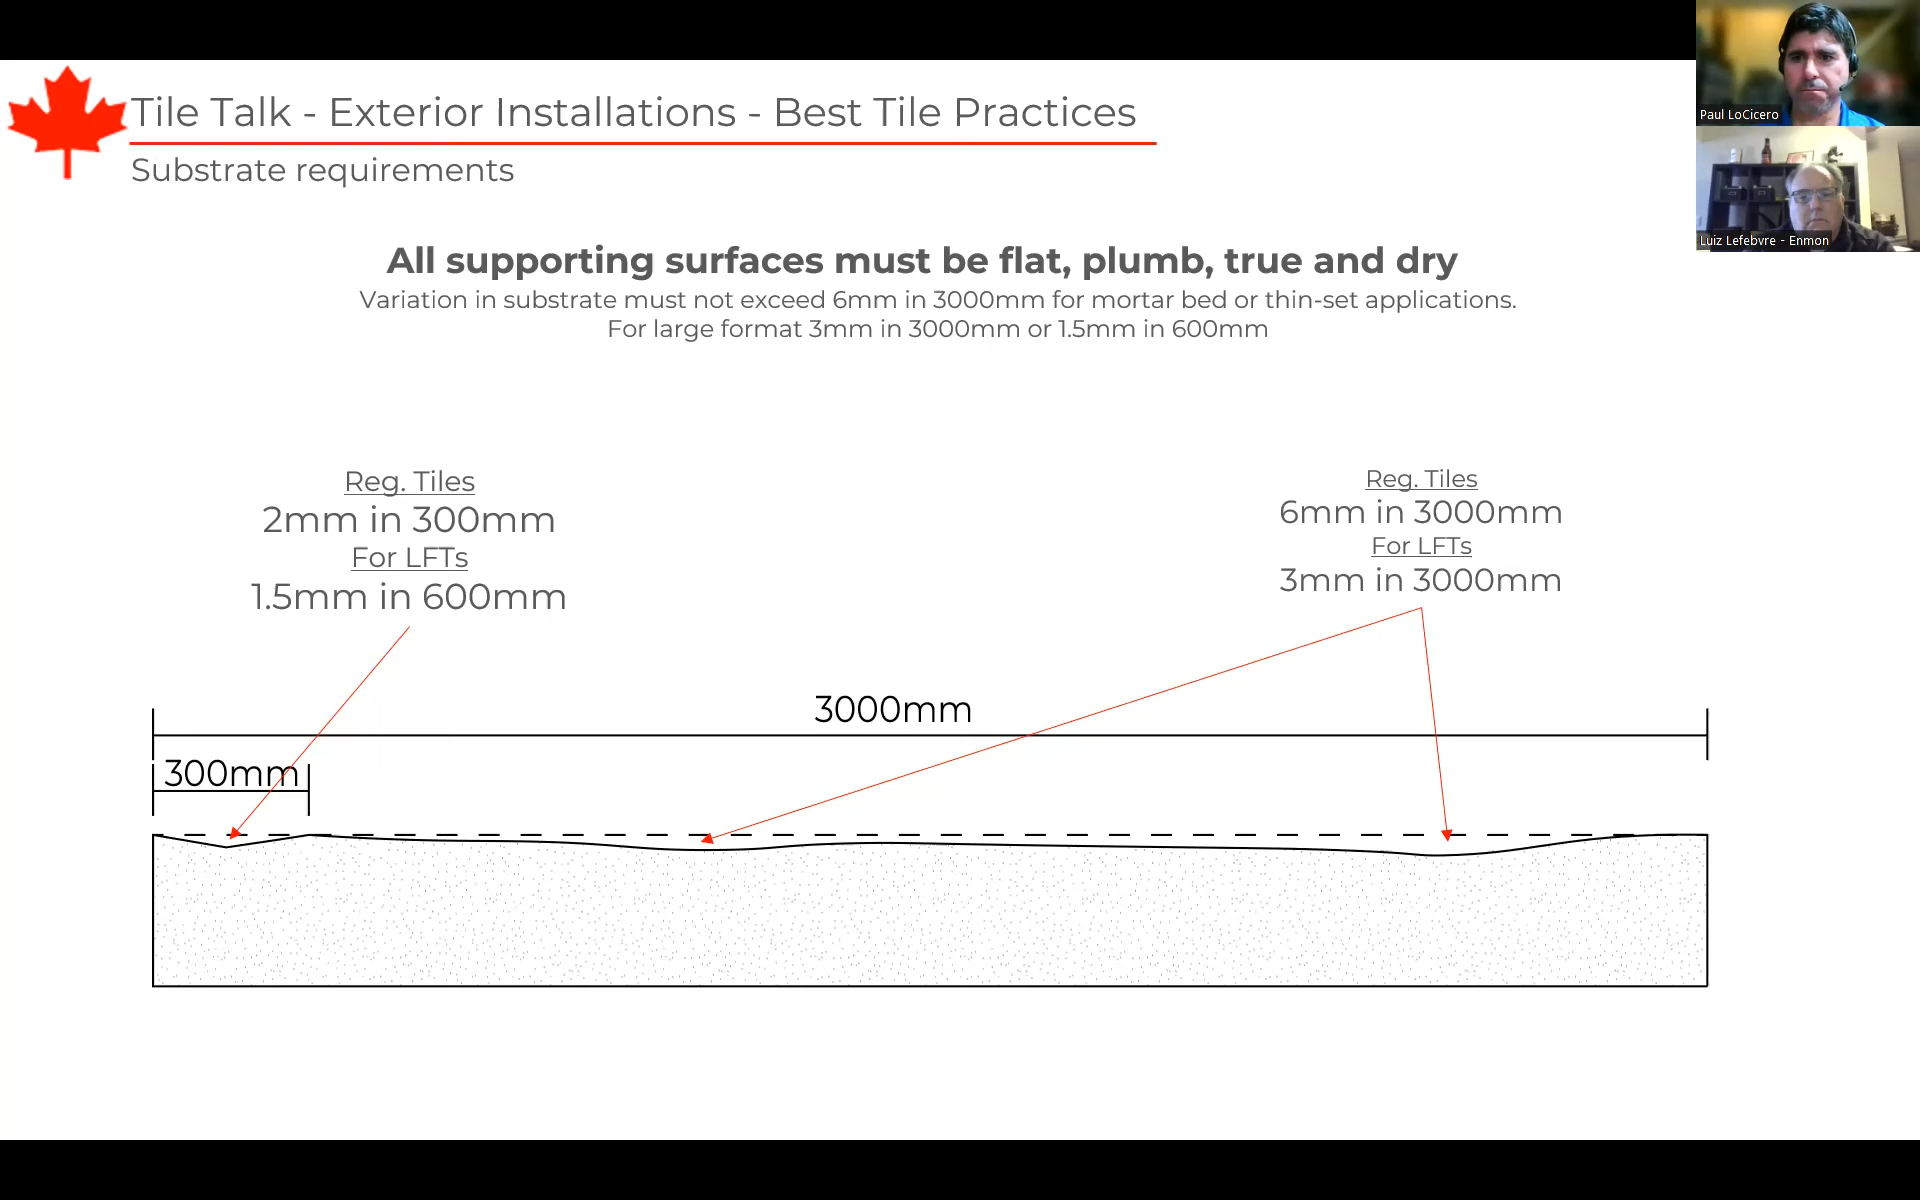 Tile Talk - Exterior Installations - Best Tile Practices
Substrate requirements
Paul LoCicero
Luiz Lefebvre - Enmon
All supporting surfaces must be flat, plumb, true and dry
Variation in substrate must not exceed 6mm in 3000mm for mortar bed or thin-set applications.
For large format 3mm in 3000mm or 1.5mm in 600mm
Reg. Tiles
2mm in 300mm
For LFTs
1.5mm in 600mm
Reg. Tiles
6mm in 3000mm
For LFTs
3mm in 3000mm
3000mm
300mm